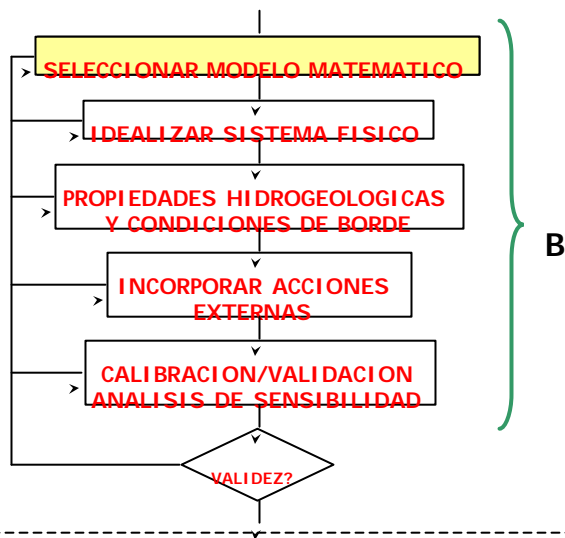 SELECCIONAR MODELO MATEMATICO
IDEALIZAR SISTEMA FISICO
PROPIEDADES HIDROGEOLOGICAS
Y CONDICIONES DE BORDE
B
INCORPORAR ACCIONES
EXTERNAS
CALIBRACION/VALIDACION
ANALISIS DE SENSIBILIDAD
VALIDEZ?